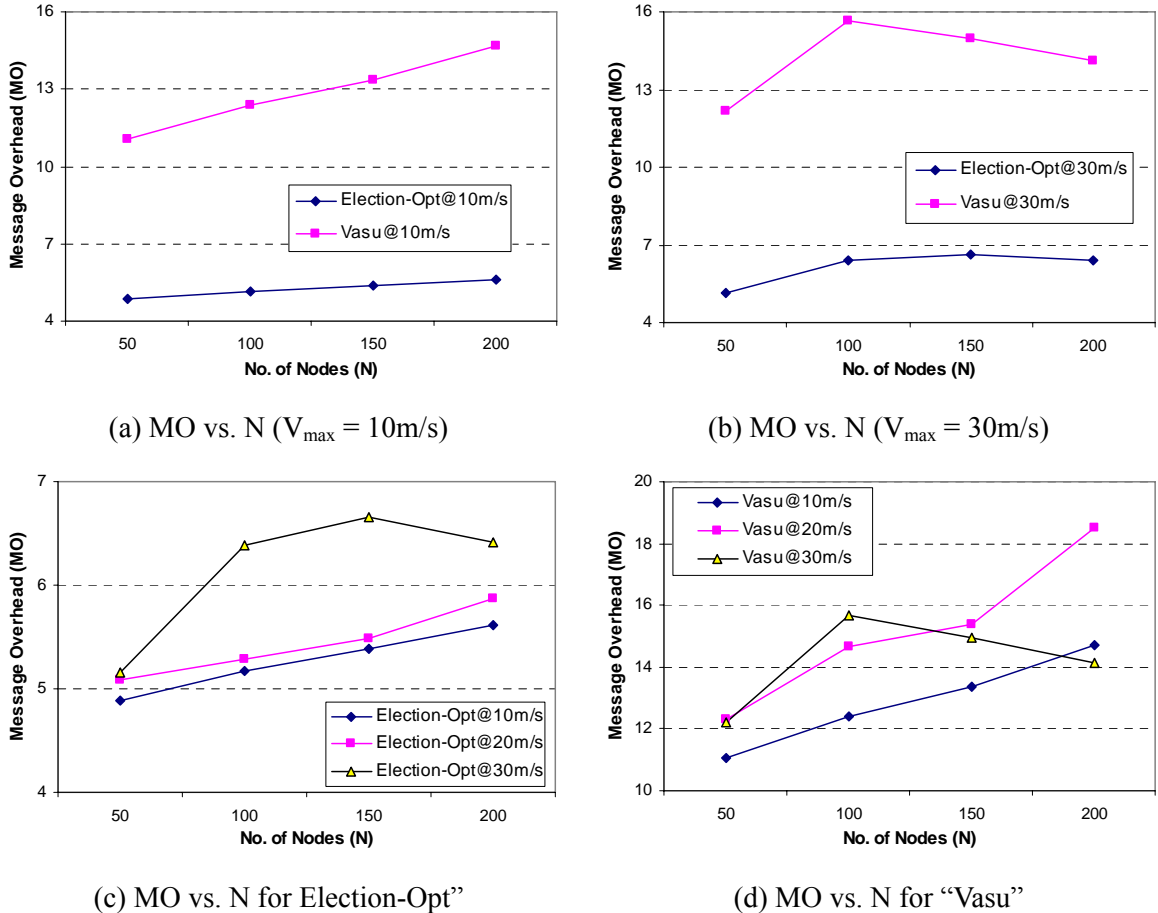 16
13
10
7
4
Message Overhead (MO)
Election-Opt@10m/s
Vasu@10m/s
50 100 150 200
No. of Nodes (N)
(a) MO vs. N (Vmax = 10m/s)
16
13
10
7
4
Message Overhead (MO)
Election-Opt@30m/s
Vasu@30m/s
50 100 150 200
No. of Nodes (N)
(b) MO vs. N (Vmax = 30m/s)
7
6
5
4
Message Overhead (MO)
Election-Opt@10m/s
Election-Opt@20m/s
Election-Opt@30m/s
50 100 150 200
No. of Nodes (N)
(c) MO vs. N for Election-Opt”
20
18
16
14
12
10
Message Overhead (MO)
Vasu@10m/s
Vasu@20m/s
Vasu@30m/s
50 100 150 200
No. of Nodes (N)
(d) MO vs. N for “Vasu”